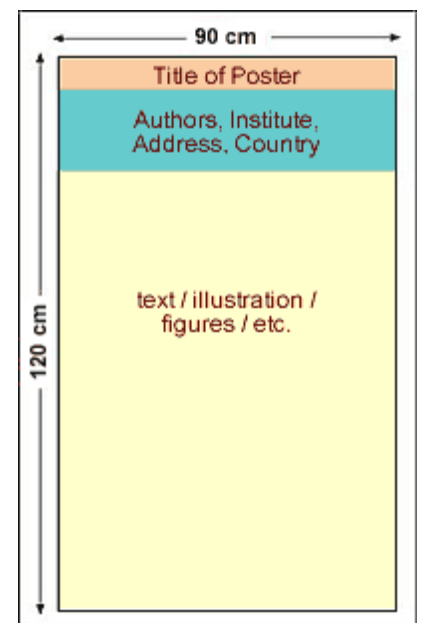 90 cm
Title of Poster
Authors, Institute,
Address, Country
text / illustration /
figures / etc.
120 cm